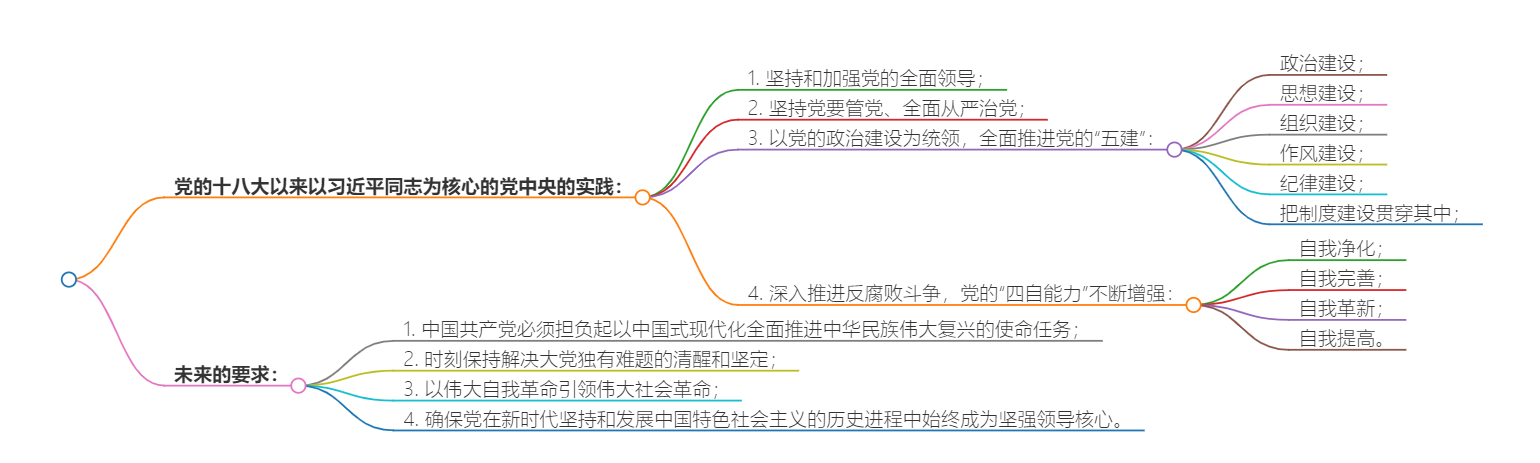 党的十八大以来以习近平同志为核心的党中央的实践：
1. 坚持和加强党的全面领导；
2. 坚持党要管党、全面从严治党；
3. 以党的政治建设为统领，全面推进党的“五建”：
政治建设；
思想建设；
组织建设；
作风建设；
纪律建设；
把制度建设贯穿其中；
4. 深入推进反腐败斗争，党的“四自能力”不断增强：
自我净化；
自我完善；
自我革新；
自我提高。
未来的要求：
1. 中国共产党必须担负起以中国式现代化全面推进中华民族伟大复兴的使命任务；
2. 时刻保持解决大党独有难题的清醒和坚定；
3. 以伟大自我革命引领伟大社会革命；
4. 确保党在新时代坚持和发展中国特色社会主义的历史进程中始终成为坚强领导核心。